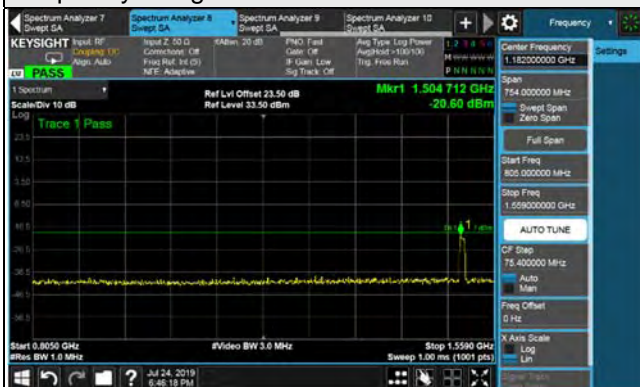 Spectrum Analyzer 7
Swept SA
Spectrum Analyzer 8
Swept SA
Spectrum Analyzer 9
Swept SA
Spectrum Analyzer 10
Swept SA
Frequency
KEYSIGHT
Input: RF
Coupling: DC
Align: Auto
Input Z: 50 Ω
Corrections: Off
Freq Ref: Int (S)
NFE: Adaptive
#Atten: 20 dB
PNO: Fast
Gate: Off
IF Gain: Low
Sig Track: Off
Avg Type: Log Power
Avg|Hold: >100/100
Trig: Free Run
1 2 3 4 5 6
P N N N N N
LXI
PASS
1 Spectrum
Scale/Div 10 dB
Log
Ref Lvl Offset 23.50 dB
Ref Level 33.50 dBm
Mkr1 1.504 712 GHz
-20.60 dBm
Trace 1 Pass
23.5
13.5
3.50
1
Start 0.8050 GHz
#Res BW 1.0 MHz
#Video BW 3.0 MHz
Stop 1.5590 GHz
Sweep 1.00 ms (1001 pts)
Jul 24, 2019
6:46:18 PM
Center Frequency
1.182000000 GHz
Settings
Span
754.000000 MHz
Swept Span
Zero Span
Full Span
Start Freq
805.000000 MHz
Stop Freq
1.559000000 GHz
AUTO TUNE
CF Step
75.400000 MHz
Auto
Man
Freq Offset
0 Hz
X Axis Scale
Log
Lin